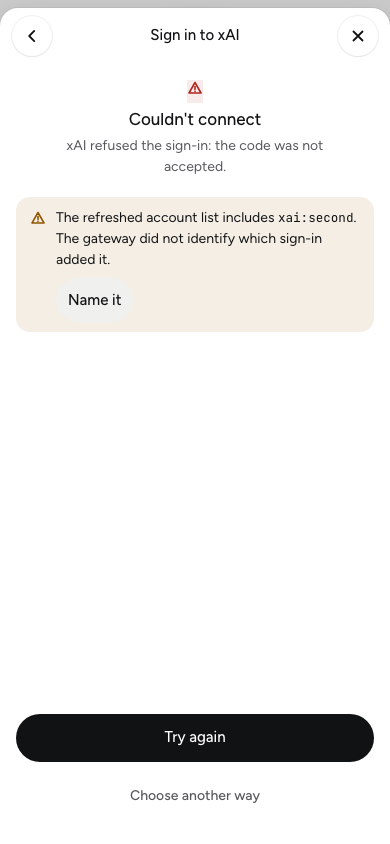 Sign in to xAI
Couldn't connect
xAI refused the sign-in: the code was not
accepted.
The refreshed account list includes xai:second.
The gateway did not identify which sign-in
added it.
Name it
Try again
Choose another way